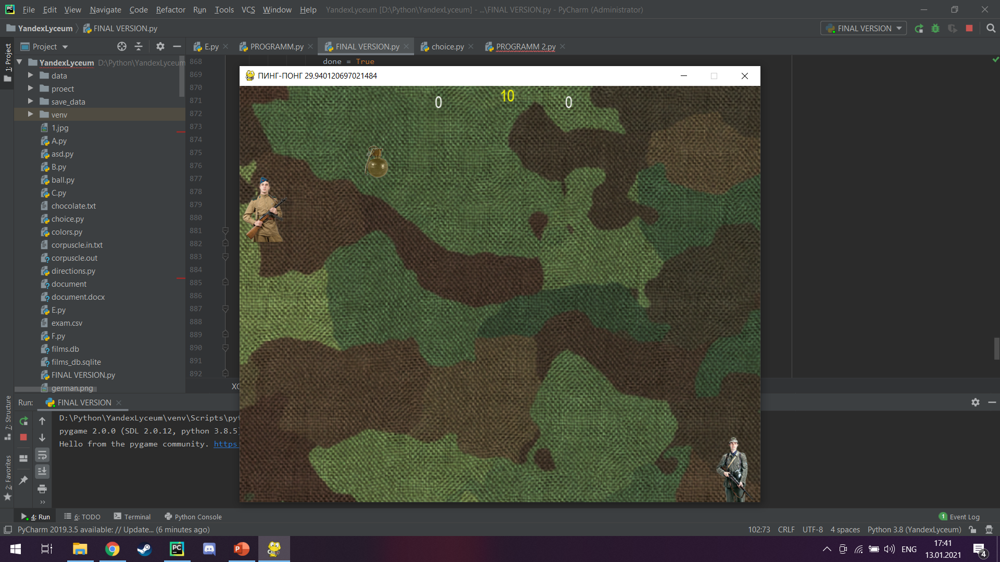 File Edit View Navigate Code Refactor Run Tools VCS Window Help YandexLyceum [D:\Python\YandexLyceum] - ...\FINAL VERSION.py - PyCharm (Administrator)
YandexLyceum FINAL VERSION.py FINAL VERSION
Project E.py PROGRAMM.py FINAL VERSION.py choice.py PROGRAMM 2.py
1: Project
YandexLyceum D:\Python\YandexLyceum
data
proect
save_data
venv
1.jpg
A.py
asd.py
B.py
ball.py
C.py
chocolate.txt
choice.py
colors.py
corpuscle.in.txt
corpuscle.out
directions.py
document
document.docx
E.py
exam.csv
F.py
films.db
films_db.sqlite
FINAL VERSION.py
german.png
868 done = True
869
870
871
872
873
874
875
876
877
878
879
880
881
882
883
884
885
886
887
888
889
890
891
892
ПИНГ-ПОНГ 29.940120697021484
0 10 0
7: Structure
2: Favorites
Run: FINAL VERSION
D:\Python\YandexLyceum\venv\Scripts\pyt
pygame 2.0.0 (SDL 2.0.12, python 3.8.5)
Hello from the pygame community. https
4: Run 6: TODO Terminal Python Console 1 Event Log
PyCharm 2019.3.5 available: // Update... (6 minutes ago) 102:73 CRLF UTF-8 4 spaces Python 3.8 (YandexLyceum)
ENG 17:41
13.01.2021
4